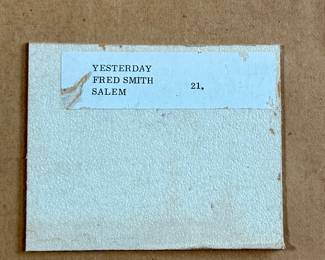 YESTERDAY
FRED SMITH
SALEM 21.